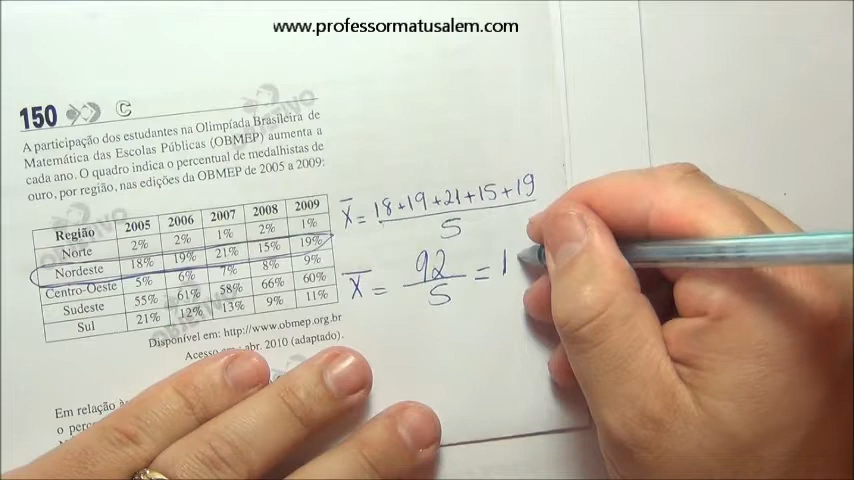 www.professormatusalem.com
150 C
A participação dos estudantes na Olimpíada Brasileira de
Matemática das Escolas Públicas (OBMEP) aumenta a
cada ano. O quadro indica o percentual de medalhistas de
ouro, por região, nas edições da OBMEP de 2005 a 2009:
Região 2005 2006 2007 2008 2009
Norte 2% 2% 1% 2% 1%
Nordeste 18% 19% 21% 15% 19%
Centro-Oeste 5% 6% 7% 8% 9%
Sudeste 55% 61% 58% 66% 60%
Sul 21% 12% 13% 9% 11%
Disponível em: http://www.obmep.org.br
Acesso abr. 2010 (adaptado).
Em relação às
o perce
X = 18+19+21+15+19
5
X = 92/5 = 1
OBJETIVO